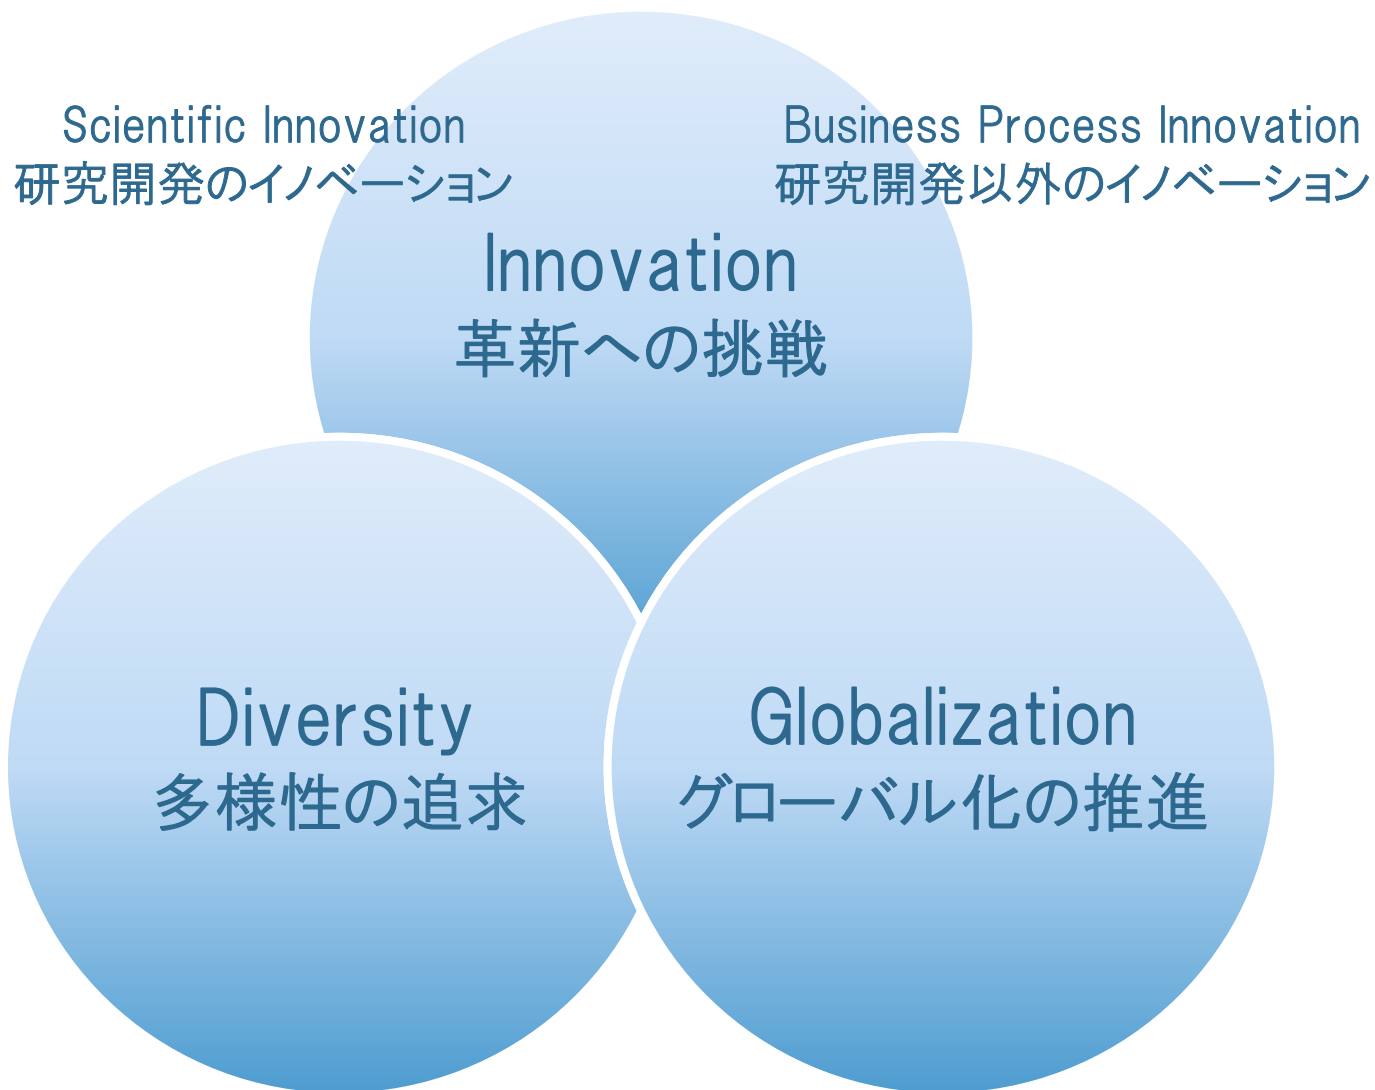 Scientific Innovation
研究開発のイノベーション
Business Process Innovation
研究開発以外のイノベーション
Innovation
革新への挑戦
Diversity
多様性の追求
Globalization
グローバル化の推進